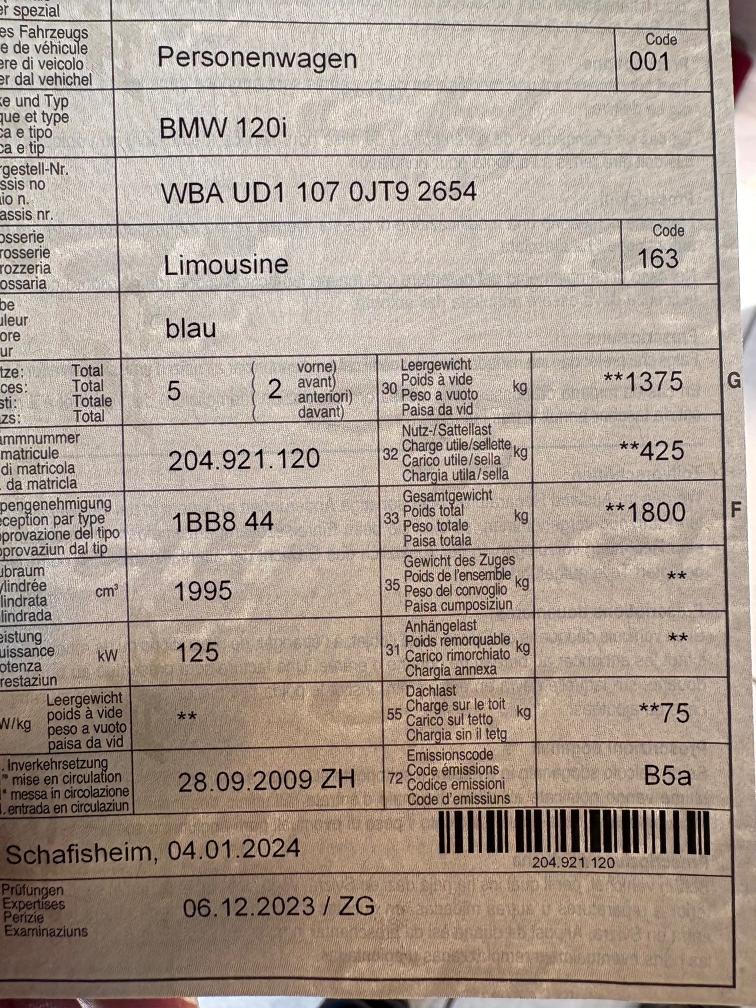 er spezial
es Fahrzeugs
e de véhicule
ere di veicolo
er dal vehichel
Personenwagen
Code
001
ke und Typ
que et type
ca e tipo
ca e tip
BMW 120i
rgestell-Nr.
ssis no
io n.
assis nr.
WBA UD1 107 0JT9 2654
osserie
rosserie
rozzeria
ossaria
Limousine
Code
163
be
uleur
ore
ur
blau
tze: Total
ces: Total
sti: Totale
zs: Total
5
( 2 vorne)
avant)
anteriori)
davant)
30 Leergewicht
Poids à vide kg
Peso a vuoto
Paisa da vid
**1375
G
ammnummer
matricule
di matricola
. da matricla
204.921.120
32 Nutz-/Sattellast
Charge utile/sellette kg
Carico utile/sella
Chargia utila/sella
**425
pengenehmigung
ception par type
provazione del tipo
provaziun dal tip
1BB8 44
33 Gesamtgewicht
Poids total kg
Peso totale
Paisa totala
**1800
F
ubraum
ylindrée cm³
lindrata
lindrada
1995
35 Gewicht des Zuges
Poids de l'ensemble kg
Peso del convoglio
Paisa cumposiziun
**
eistung
uissance kW
otenza
restaziun
125
31 Anhängelast
Poids remorquable kg
Carico rimorchiato
Chargia annexa
**
W/kg Leergewicht
poids à vide
peso a vuoto
paisa da vid
**
55 Dachlast
Charge sur le toit kg
Carico sul tetto
Chargia sin il tetg
**75
. Inverkehrsetzung
mise en circulation
messa in circolazione
. entrada en circulaziun
28.09.2009 ZH
72 Emissionscode
Code émissions
Codice emissioni
Code d'emissiuns
B5a
Schafisheim, 04.01.2024
204.921.120
Prüfungen
Expertises
Perizie
Examinaziuns
06.12.2023 / ZG